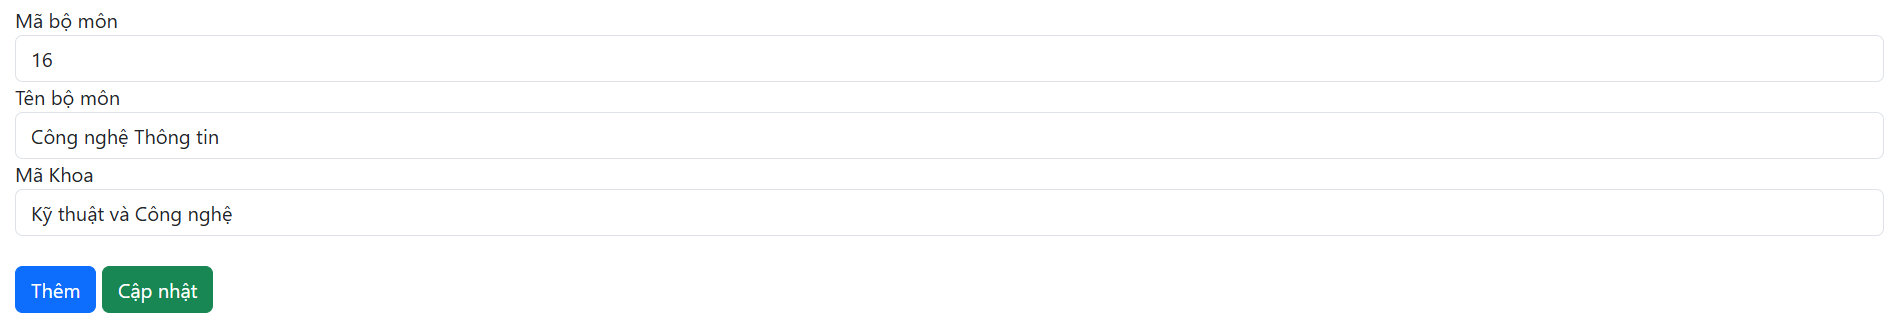 Mã bộ môn
16
Tên bộ môn
Công nghệ Thông tin
Mã Khoa
Kỹ thuật và Công nghệ
Thêm Cập nhật